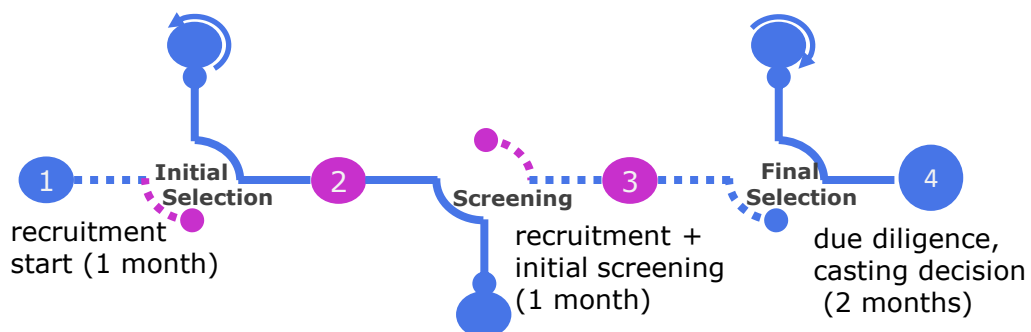 1
Initial
Selection
2
Screening
3
Final
Selection
4
recruitment
start (1 month)
recruitment +
initial screening
(1 month)
due diligence,
casting decision
(2 months)